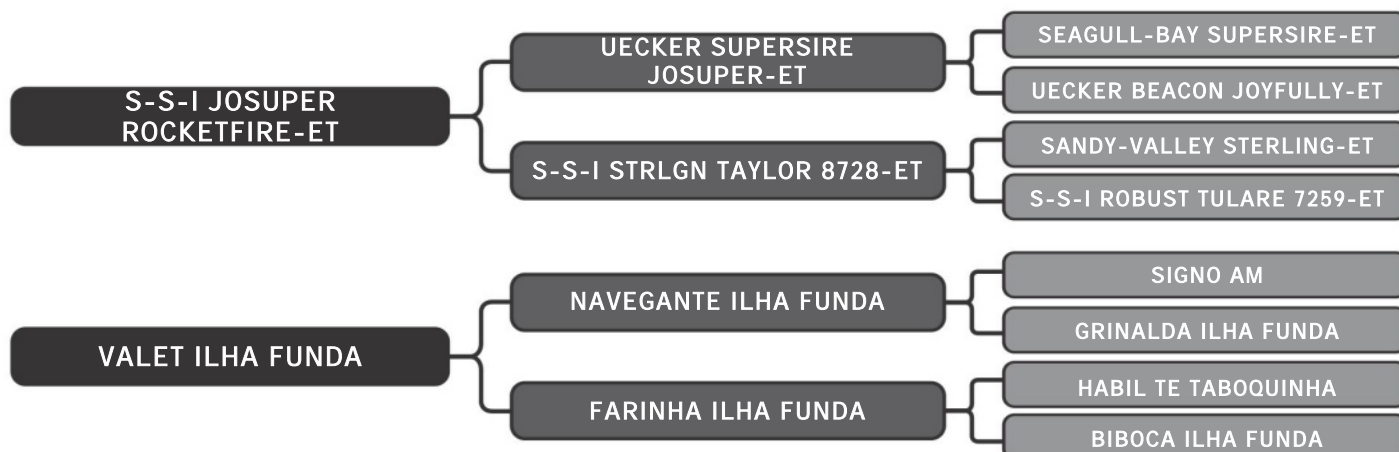 S-S-I JOSUPER
ROCKETFIRE-ET
UECKER SUPERSIRE
JOSUPER-ET
SEAGULL-BAY SUPERSIRE-ET
UECKER BEACON JOYFULLY-ET
S-S-I STRLGN TAYLOR 8728-ET
SANDY-VALLEY STERLING-ET
S-S-I ROBUST TULARE 7259-ET
VALET ILHA FUNDA
NAVEGANTE ILHA FUNDA
SIGNO AM
GRINALDA ILHA FUNDA
FARINHA ILHA FUNDA
HABIL TE TABOQUINHA
BIBOCA ILHA FUNDA